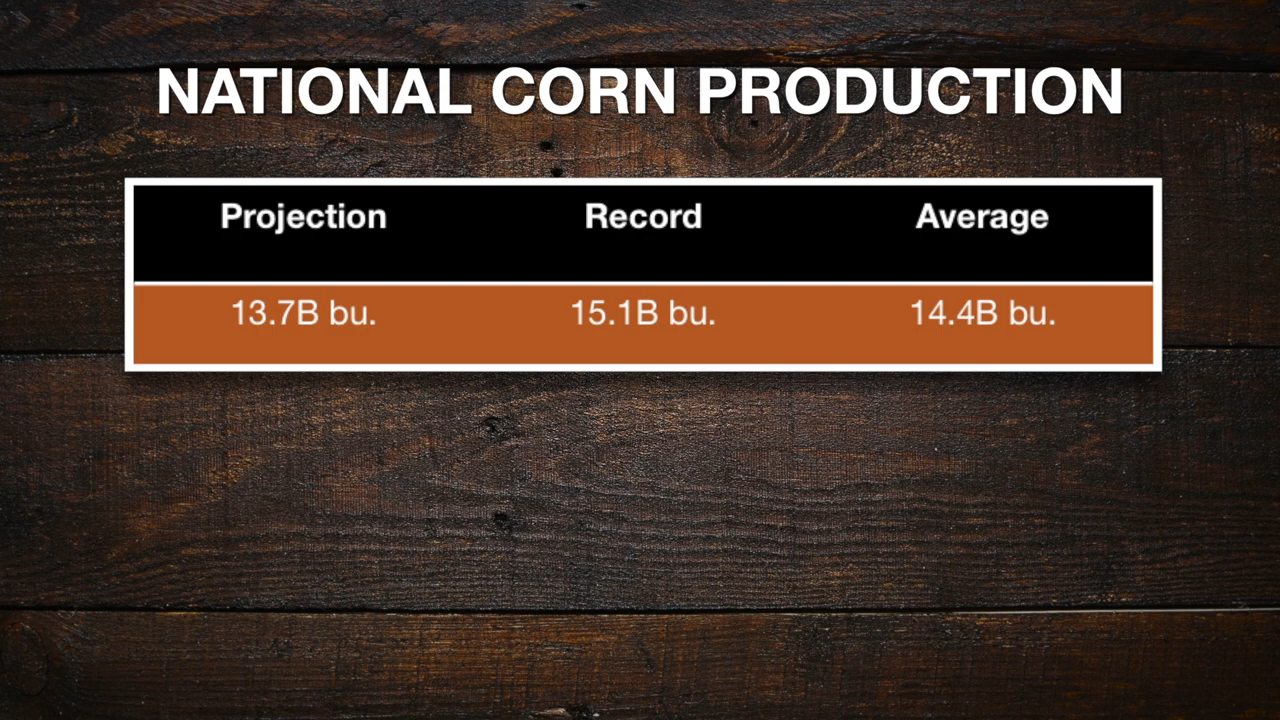 NATIONAL CORN PRODUCTION
Projection Record Average
13.7B bu. 15.1B bu. 14.4B bu.